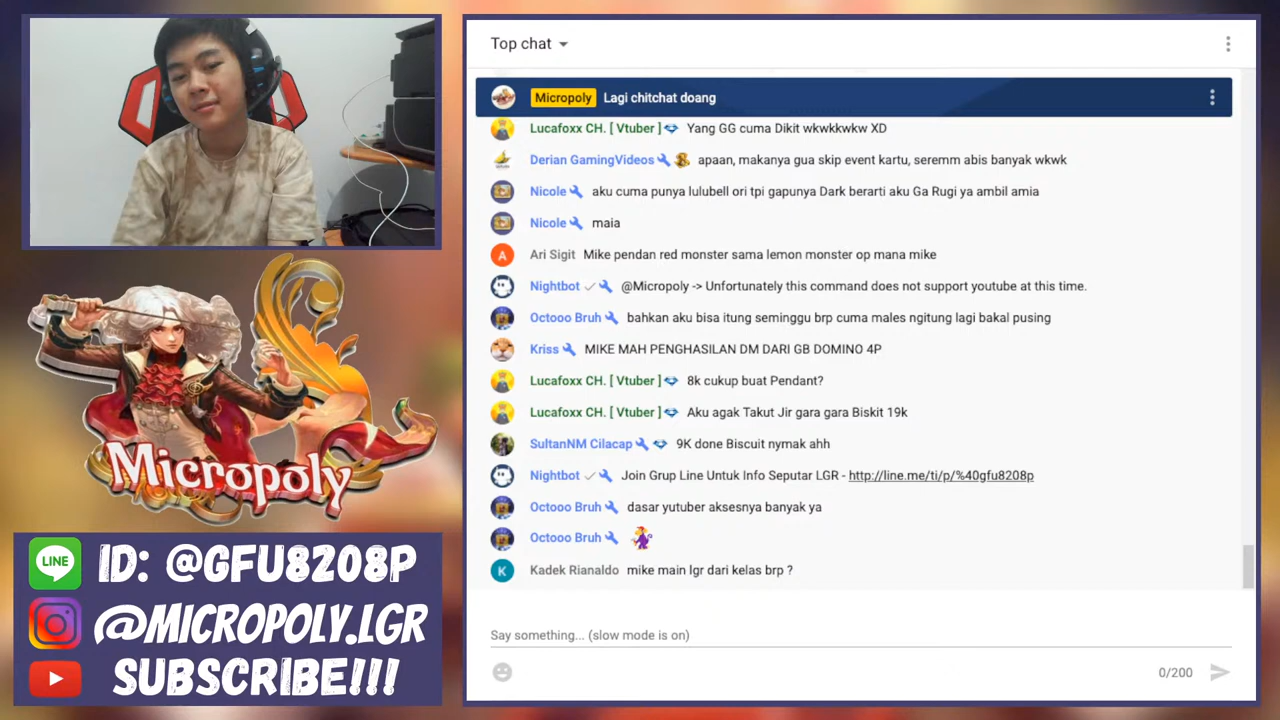 Micropoly
LINE
ID: @GFU8208P
@MICROPOLY.LGR
SUBSCRIBE!!!
Top chat
Micropoly Lagi chitchat doang
Lucafoxx CH. [ Vtuber ] Yang GG cuma Dikit wkwkkwkw XD
Derian GamingVideos apaan, makanya gua skip event kartu, seremm abis banyak wkwk
Nicole aku cuma punya lulubell ori tpi gapunya Dark berarti aku Ga Rugi ya ambil amia
Nicole maia
A Ari Sigit Mike pendan red monster sama lemon monster op mana mike
Nightbot @Micropoly -> Unfortunately this command does not support youtube at this time.
Octooo Bruh bahkan aku bisa itung seminggu brp cuma males ngitung lagi bakal pusing
Kriss MIKE MAH PENGHASILAN DM DARI GB DOMINO 4P
Lucafoxx CH. [ Vtuber ] 8k cukup buat Pendant?
Lucafoxx CH. [ Vtuber ] Aku agak Takut Jir gara gara Biskit 19k
SultanNM Cilacap 9K done Biscuit nymak ahh
Nightbot Join Grup Line Untuk Info Seputar LGR - http://line.me/ti/p/%40gfu8208p
Octooo Bruh dasar yutuber aksesnya banyak ya
Octooo Bruh
K Kadek Rianaldo mike main lgr dari kelas brp ?
Say something... (slow mode is on)
0/200